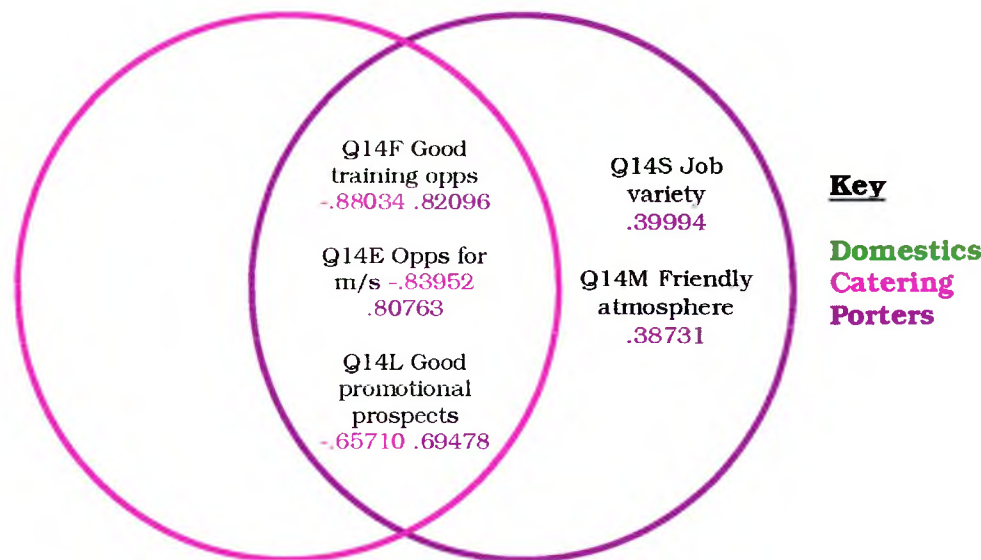 Q14F Good
training opps
-.88034 .82096
Q14E Opps for
m/s -.83952
.80763
Q14L Good
promotional
prospects
-.65710 .69478
Q14S Job
variety
.39994
Q14M Friendly
atmosphere
.38731
Key
Domestics
Catering
Porters